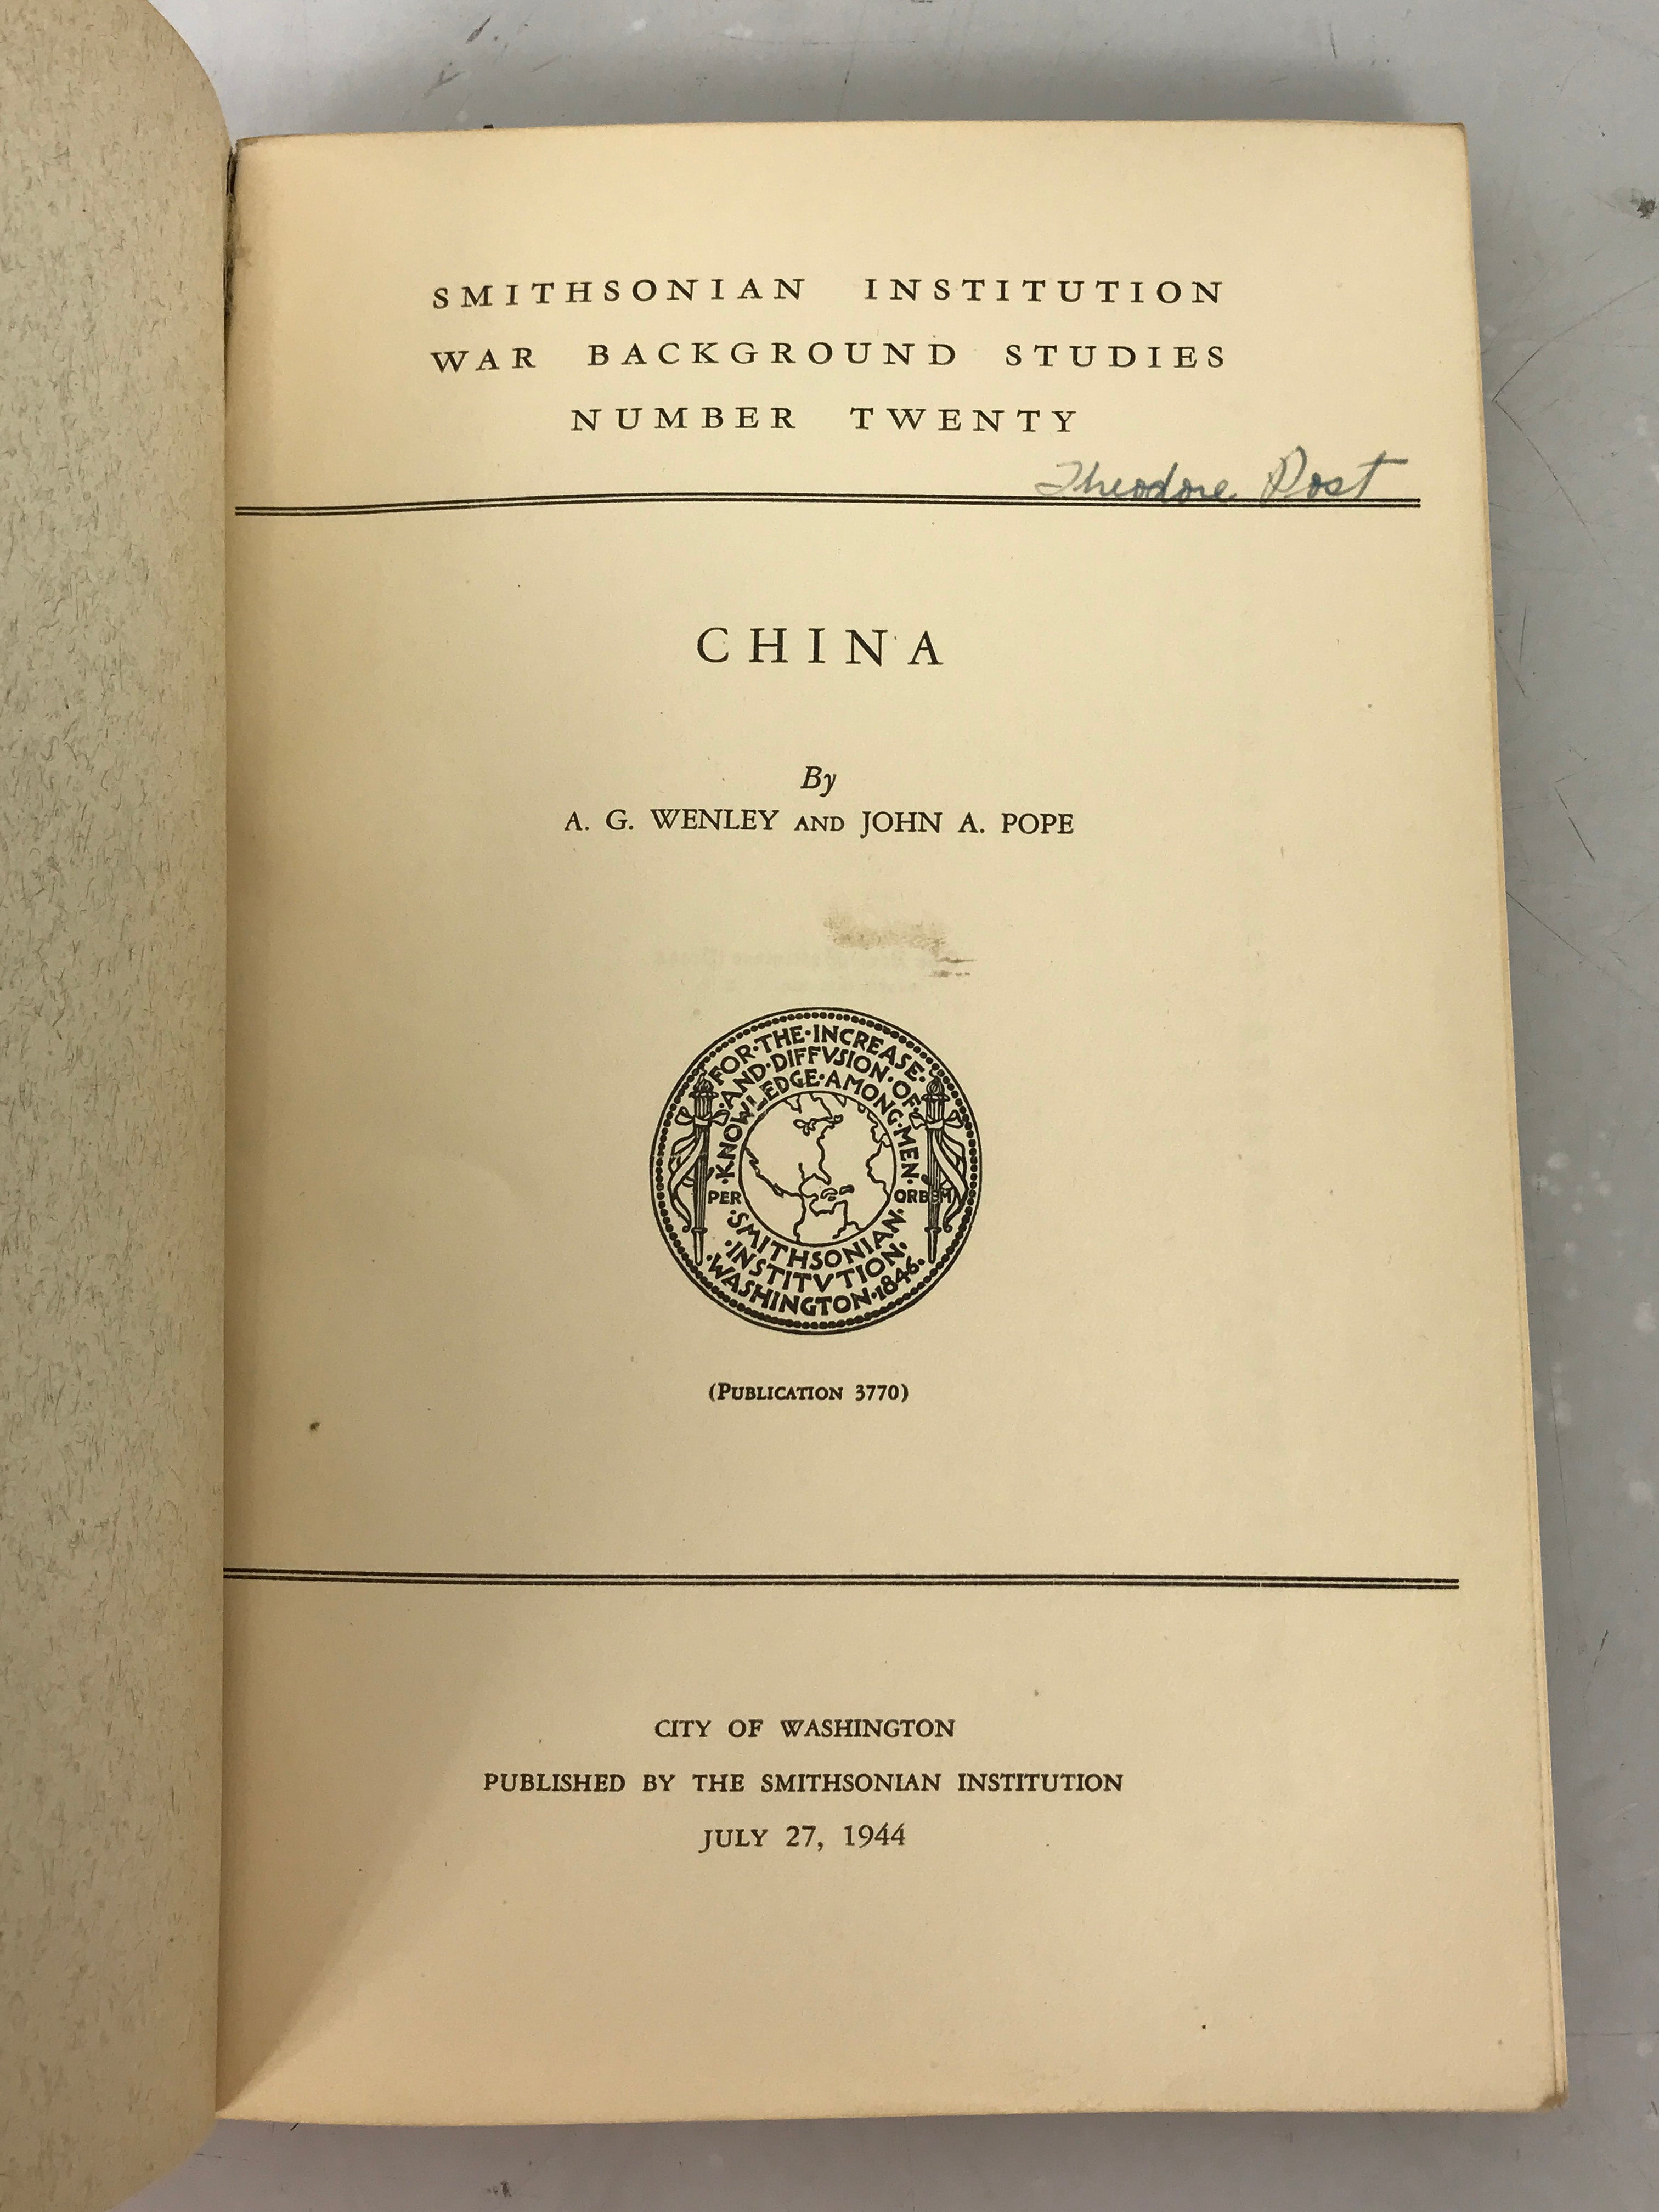 SMITHSONIAN INSTITUTION
WAR BACKGROUND STUDIES
NUMBER TWENTY
Theodore Post
CHINA
By
A. G. WENLEY AND JOHN A. POPE
FOR·THE·INCREASE·
·AND·DIFFVSION·OF·
·KNOWLEDGE·AMONG·MEN·
PER ORBEM
·SMITHSONIAN·
·INSTITVTION·
·WASHINGTON·1846·
(PUBLICATION 3770)
CITY OF WASHINGTON
PUBLISHED BY THE SMITHSONIAN INSTITUTION
JULY 27, 1944